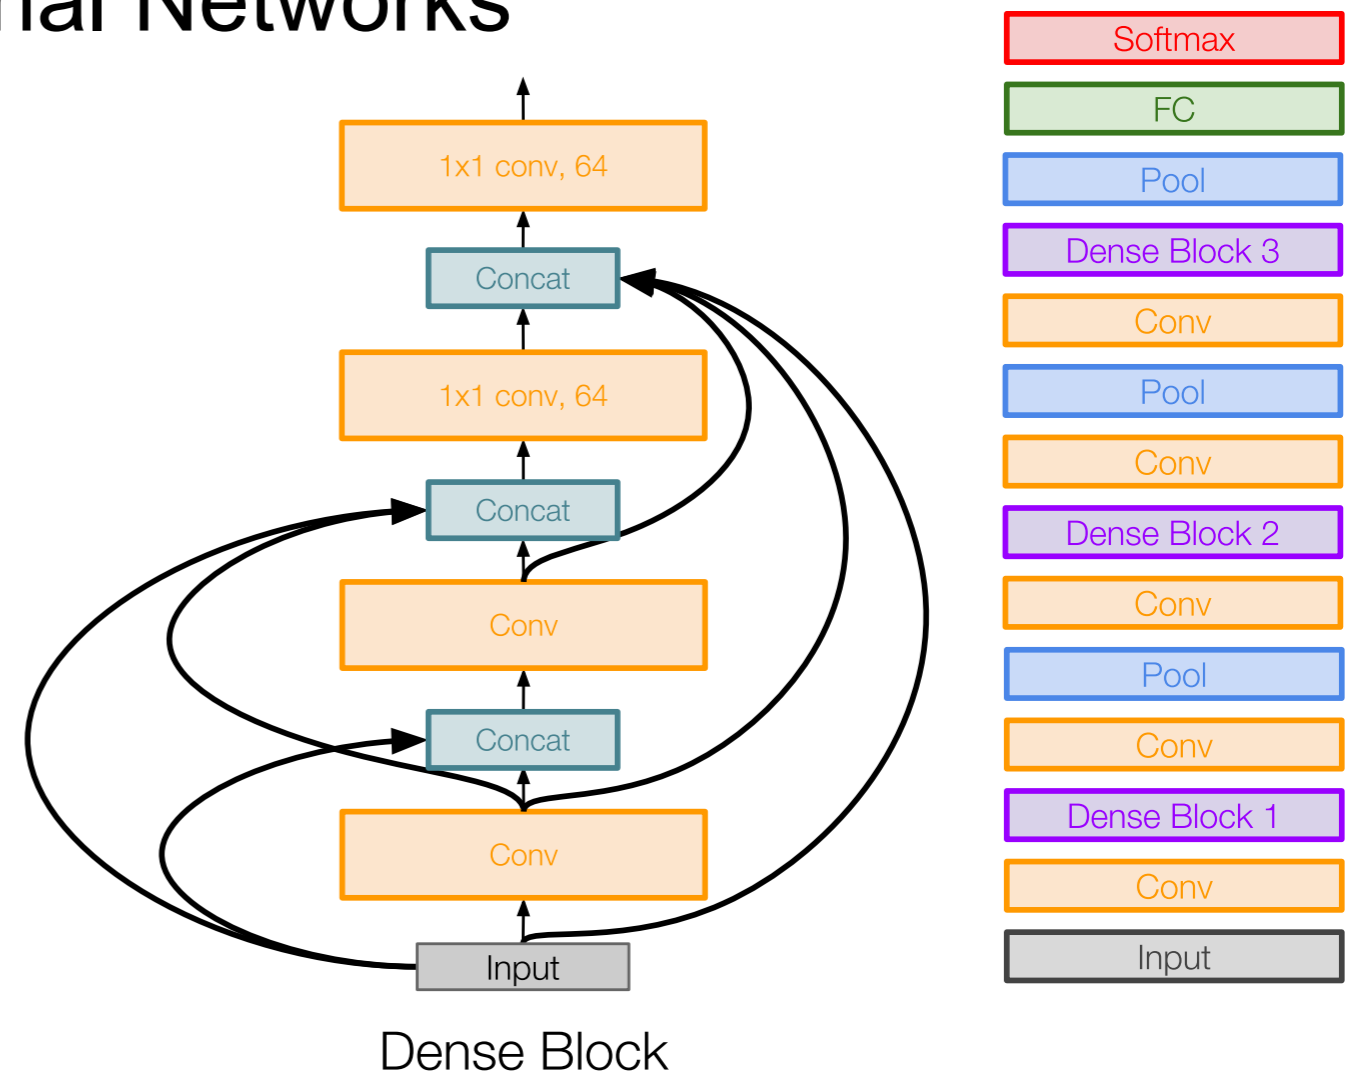 Networks
1x1 conv, 64
Concat
1x1 conv, 64
Concat
Conv
Concat
Conv
Input
Dense Block
Softmax
FC
Pool
Dense Block 3
Conv
Pool
Conv
Dense Block 2
Conv
Pool
Conv
Dense Block 1
Conv
Input